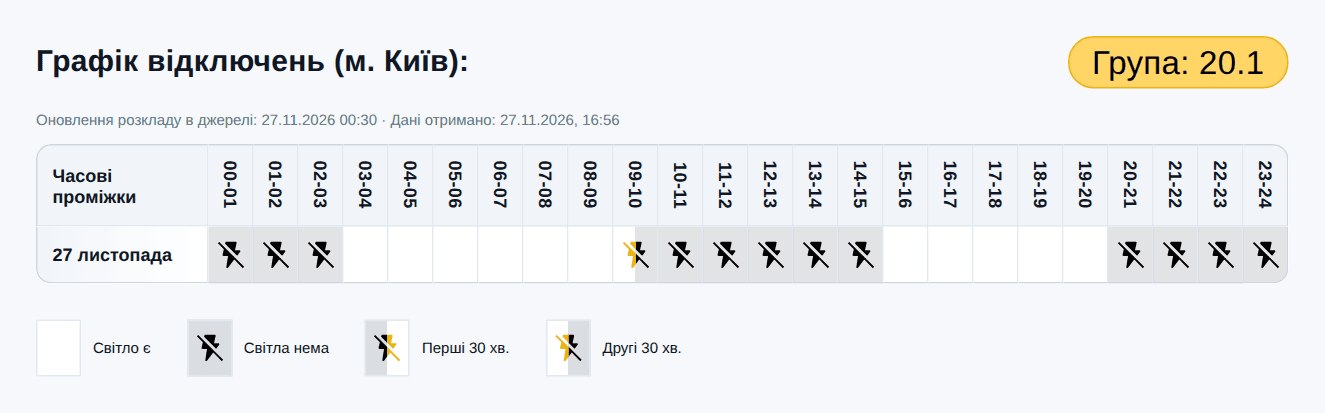 Графік відключень (м. Київ):
Група: 20.1
Оновлення розкладу в джерелі: 27.11.2026 00:30 · Дані отримано: 27.11.2026, 16:56
Часові
проміжки
00-01
01-02
02-03
03-04
04-05
05-06
06-07
07-08
08-09
09-10
10-11
11-12
12-13
13-14
14-15
15-16
16-17
17-18
18-19
19-20
20-21
21-22
22-23
23-24
27 листопада
Світло є
Світла нема
Перші 30 хв.
Другі 30 хв.